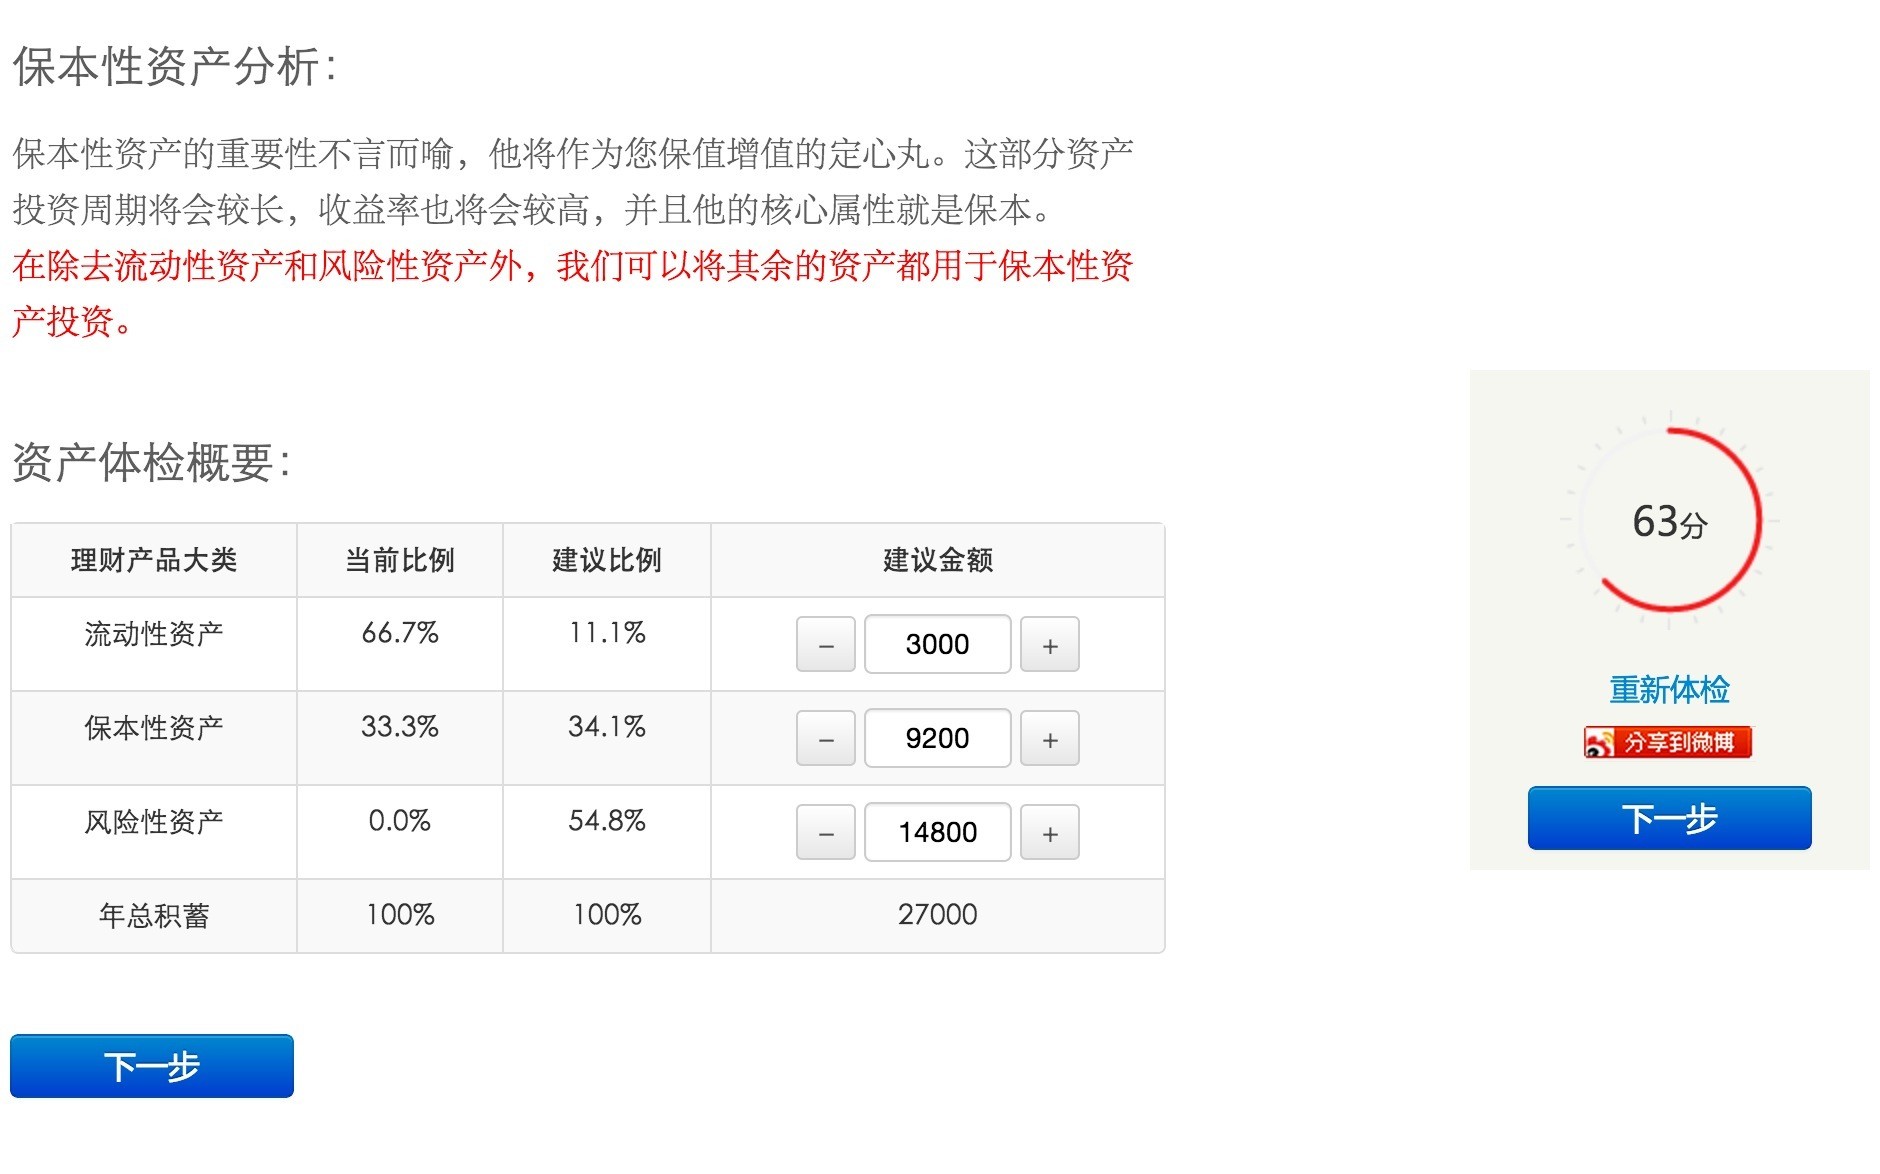 保本性资产分析：
保本性资产的重要性不言而喻，他将作为您保值增值的定心丸。这部分资产
投资周期将会较长，收益率也将会较高，并且他的核心属性就是保本。
在除去流动性资产和风险性资产外，我们可以将其余的资产都用于保本性资
产投资。
资产体检概要：
理财产品大类 当前比例 建议比例 建议金额
流动性资产 66.7% 11.1% − 3000 +
保本性资产 33.3% 34.1% − 9200 +
风险性资产 0.0% 54.8% − 14800 +
年总积蓄 100% 100% 27000
下一步
63分
重新体检
分享到微博
下一步